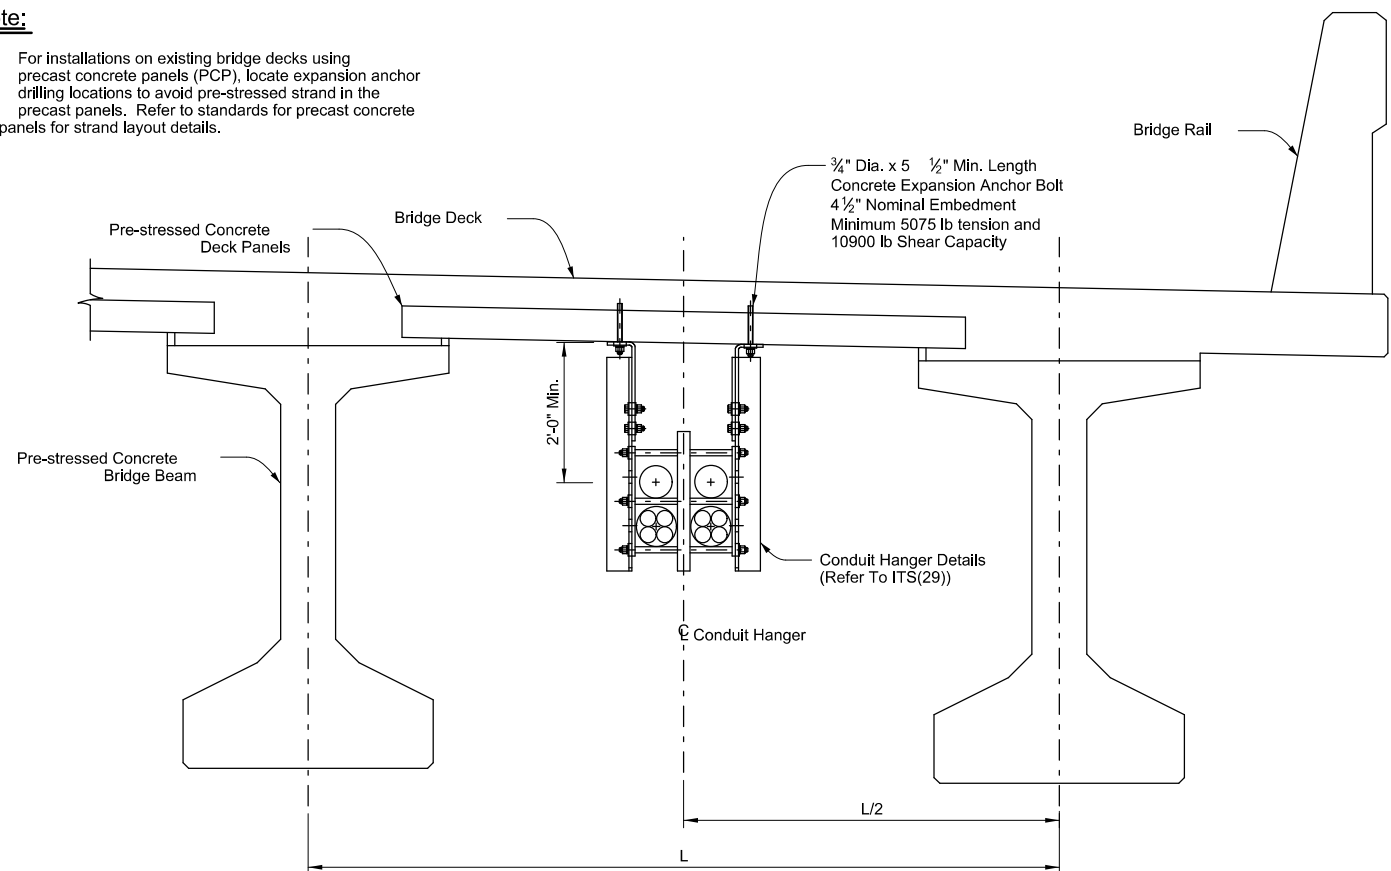 te:
For installations on existing bridge decks using
precast concrete panels (PCP), locate expansion anchor
drilling locations to avoid pre-stressed strand in the
precast panels. Refer to standards for precast concrete
panels for strand layout details.
Bridge Rail
¾" Dia. x 5 ½" Min. Length
Concrete Expansion Anchor Bolt
4½" Nominal Embedment
Minimum 5075 lb tension and
10900 lb Shear Capacity
Bridge Deck
Pre-stressed Concrete
Deck Panels
2'-0" Min.
Pre-stressed Concrete
Bridge Beam
Conduit Hanger Details
(Refer To ITS(29))
℄ Conduit Hanger
L/2
L